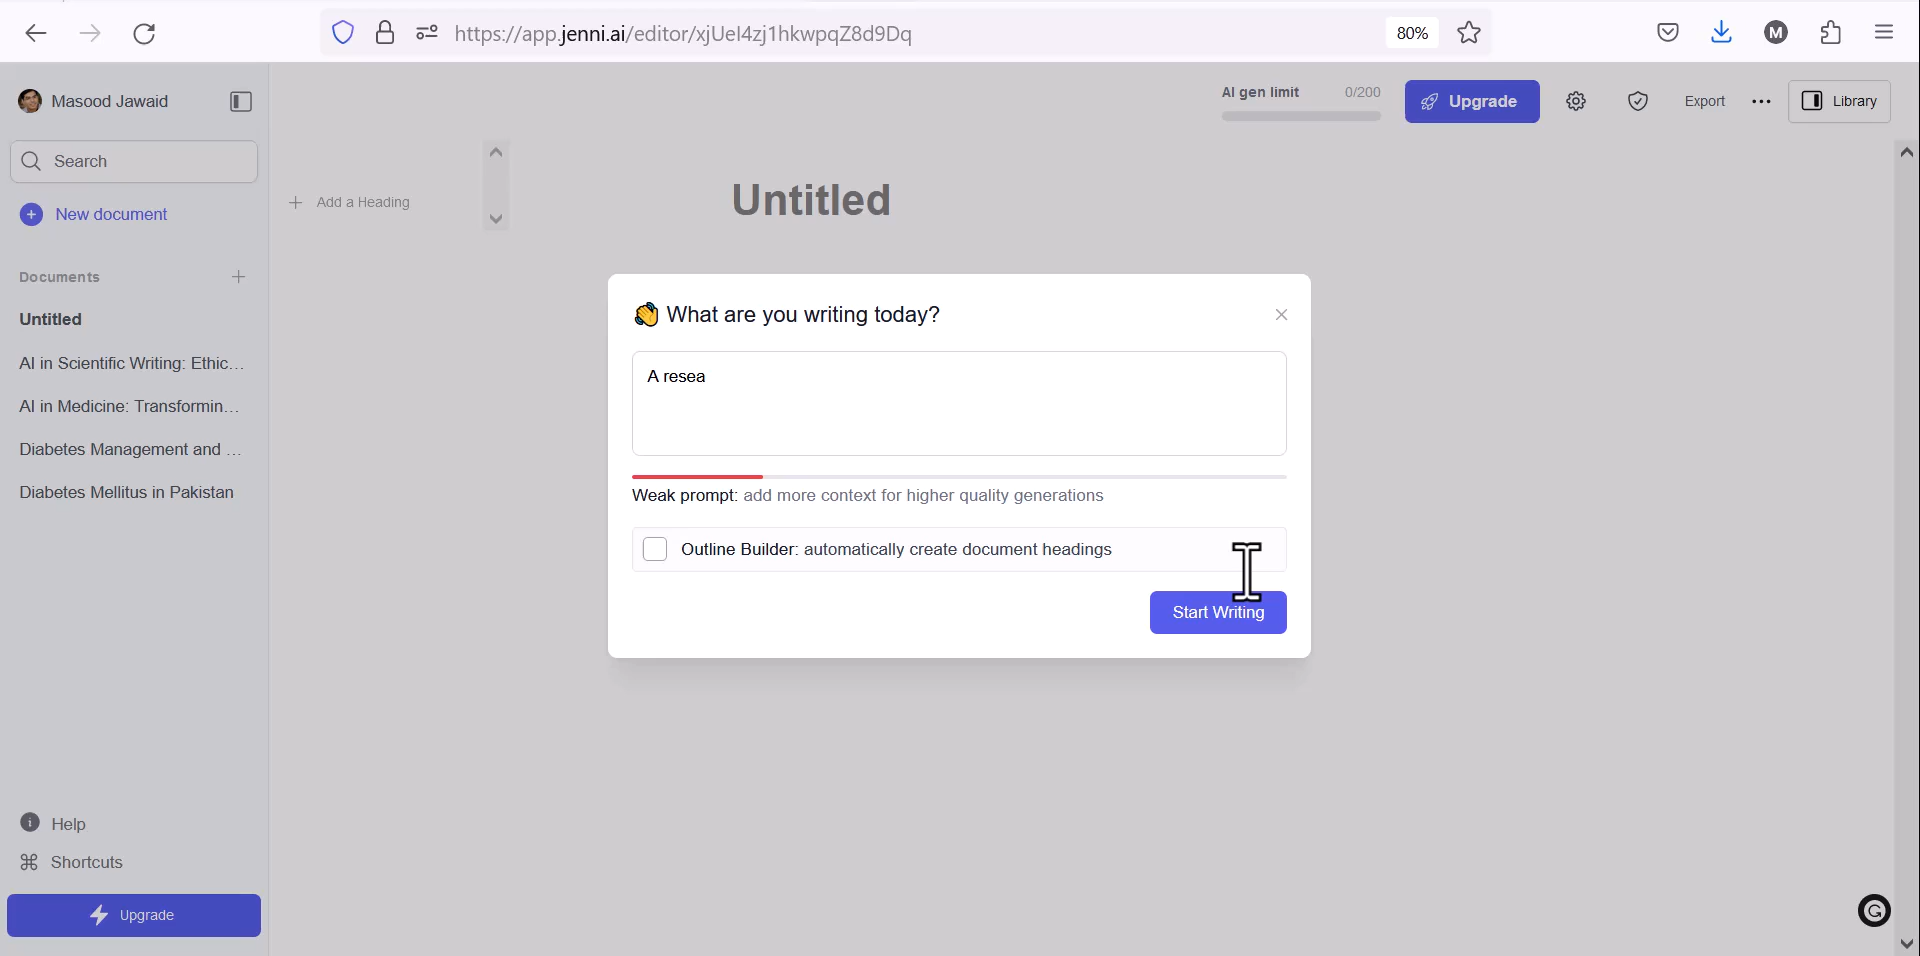 https://app.jenni.ai/editor/xjUel4zj1hkwpqZ8d9Dq
80%
M
Masood Jawaid
AI gen limit 0/200
Upgrade
Export
Library
Search
New document
Add a Heading
Untitled
Documents
Untitled
AI in Scientific Writing: Ethic...
AI in Medicine: Transformin...
Diabetes Management and ...
Diabetes Mellitus in Pakistan
👋 What are you writing today?
A resea
Weak prompt: add more context for higher quality generations
Outline Builder: automatically create document headings
Start Writing
Help
Shortcuts
Upgrade